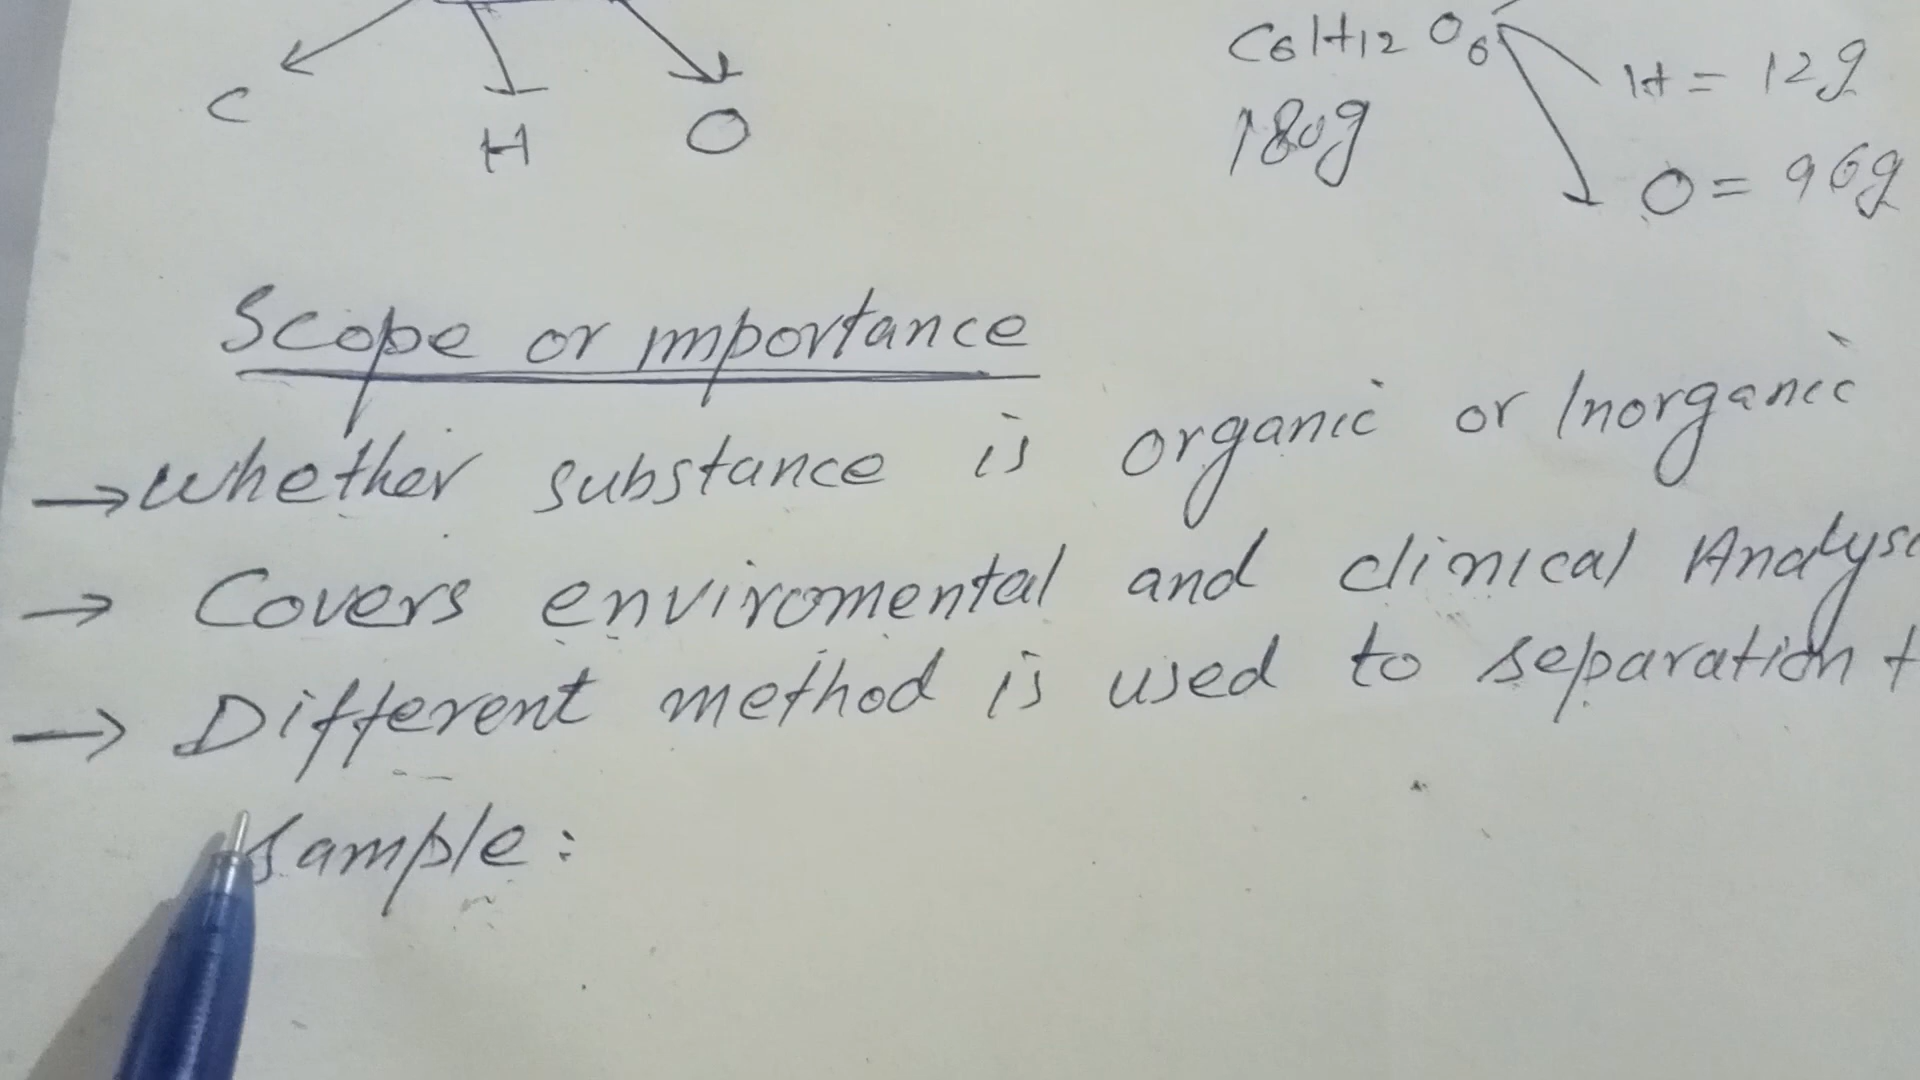 C H O
C6H12O6
180g
H = 12g
O = 96g
Scope or importance
→ Whether substance is organic or Inorganic
→ Covers enviromental and clinical
→ Different method is used to separation
sample: